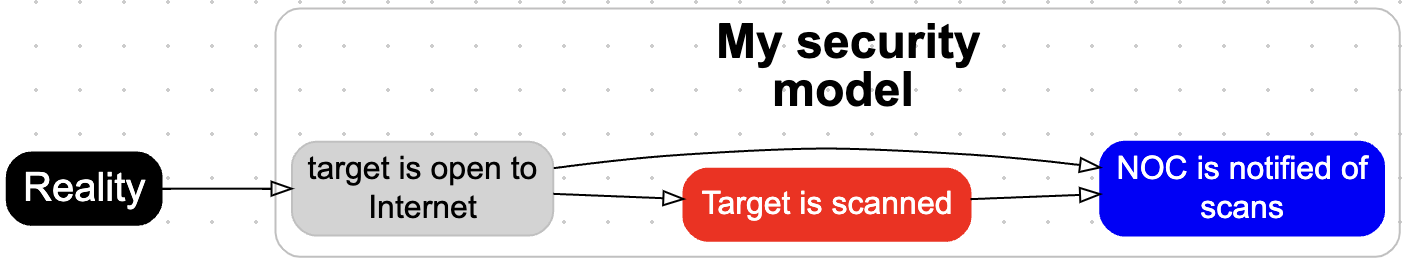 My security
model
Reality
target is open to
Internet
Target is scanned
NOC is notified of
scans